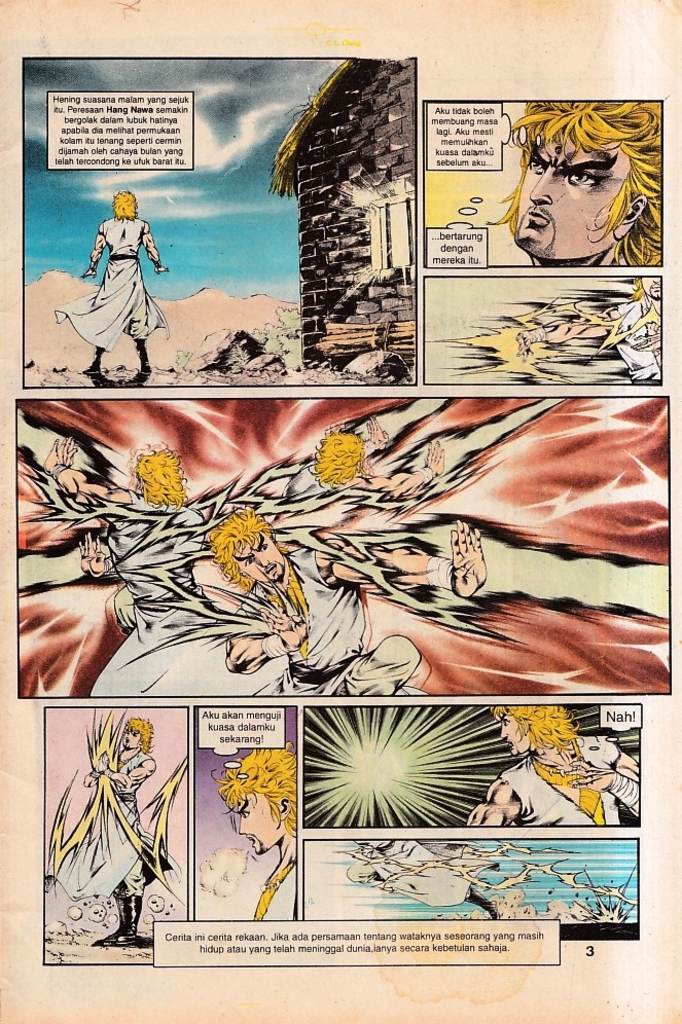 C.L. Chang
Hening suasana malam yang sejuk
itu. Peresaan Hang Nawa semakin
bergolak dalam lubuk hatinya
apabila dia melihat permukaan
kolam itu tenang seperti cermin
dijamah oleh cahaya bulan yang
telah tercondong ke ufuk barat itu.
Aku tidak boleh
membuang masa
lagi. Aku mesti
memulihkan
kuasa dalamku
sebelum aku...
...bertarung
dengan
mereka itu.
Aku akan menguji
kuasa dalamku
sekarang!
Nah!
Cerita ini cerita rekaan. Jika ada persamaan tentang wataknya seseorang yang masih
hidup atau yang telah meninggal dunia,ianya secara kebetulan sahaja.
3